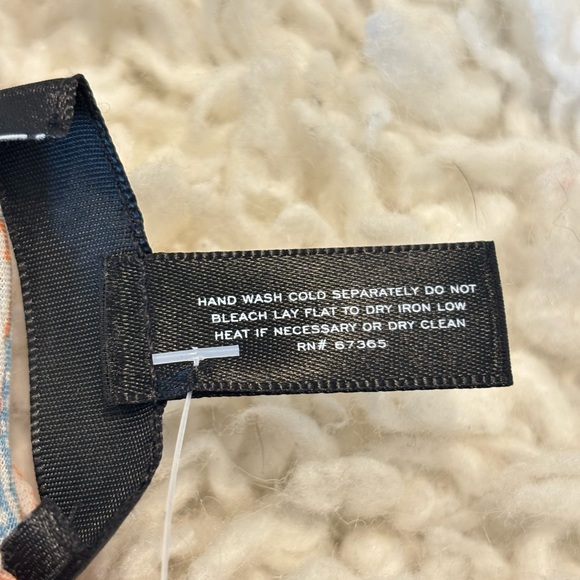 HAND WASH COLD SEPARATELY DO NOT
BLEACH LAY FLAT TO DRY IRON LOW
HEAT IF NECESSARY OR DRY CLEAN
RN# 67365